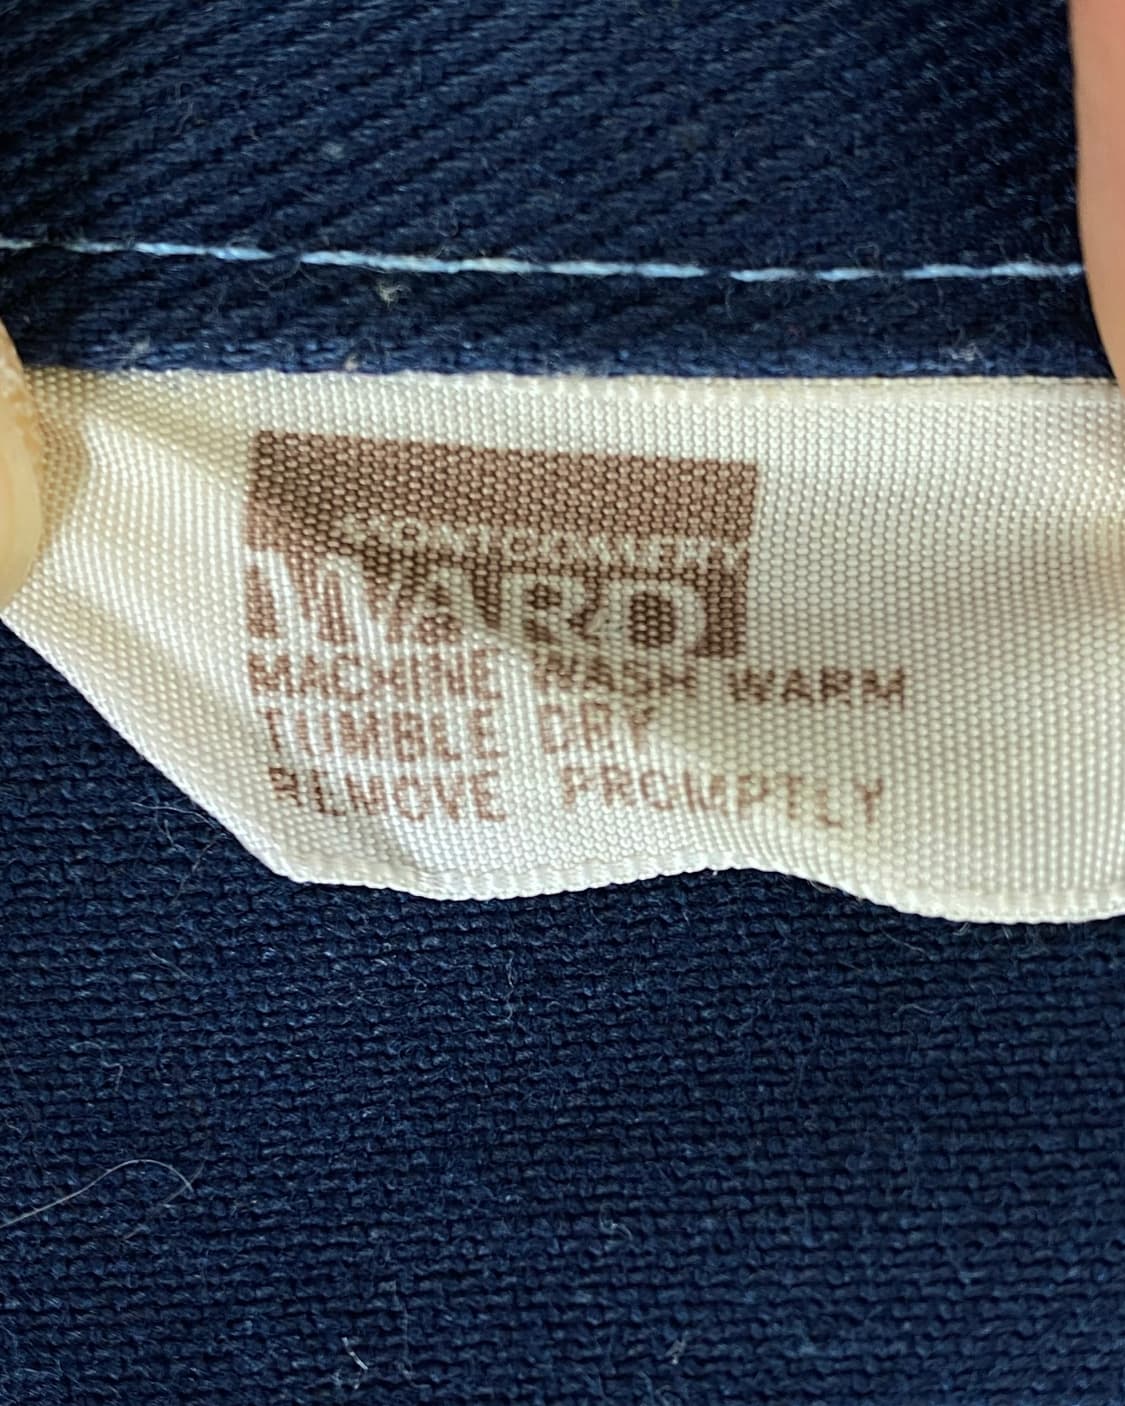 MONTGOMERY
WARD
MACHINE WASH WARM
TUMBLE DRY
REMOVE PROMPTLY